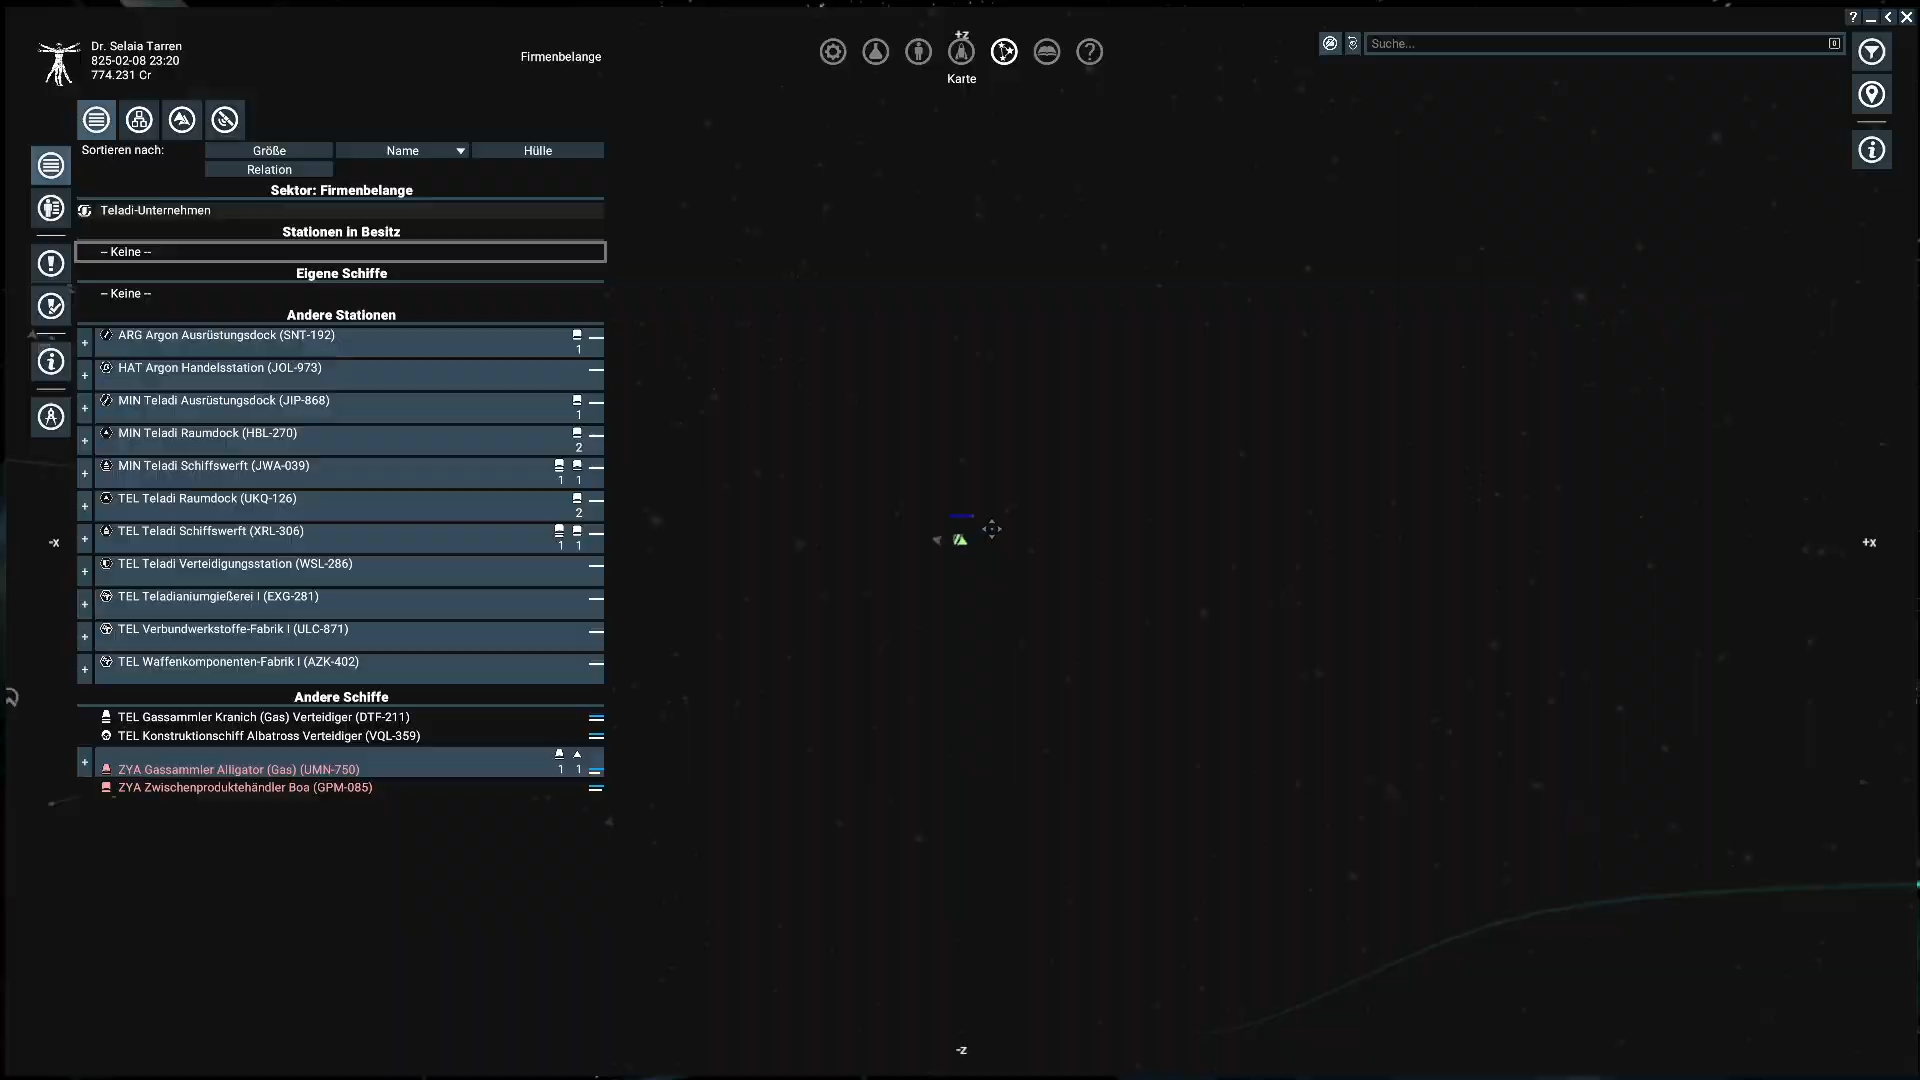 Dr. Selaia Tarren
825-02-08 23:20
774.231 Cr
Firmenbelange
+z
Karte
?
Suche...
0
? _ < X
Sortieren nach:
Größe
Name
Hülle
Relation
Sektor: Firmenbelange
Teladi-Unternehmen
Stationen in Besitz
-- Keine --
Eigene Schiffe
-- Keine --
Andere Stationen
+ ARG Argon Ausrüstungsdock (SNT-192)
1
+ HAT Argon Handelsstation (JOL-973)
+ MIN Teladi Ausrüstungsdock (JIP-868)
1
+ MIN Teladi Raumdock (HBL-270)
2
+ MIN Teladi Schiffswerft (JWA-039)
1 1
+ TEL Teladi Raumdock (UKQ-126)
2
+ TEL Teladi Schiffswerft (XRL-306)
1 1
+ TEL Teladi Verteidigungsstation (WSL-286)
+ TEL Teladianiumgießerei I (EXG-281)
+ TEL Verbundwerkstoffe-Fabrik I (ULC-871)
+ TEL Waffenkomponenten-Fabrik I (AZK-402)
Andere Schiffe
TEL Gassammler Kranich (Gas) Verteidiger (DTF-211)
TEL Konstruktionschiff Albatross Verteidiger (VQL-359)
+ ZYA Gassammler Alligator (Gas) (UMN-750)
1 1
ZYA Zwischenproduktehändler Boa (GPM-085)
-x
+x
-z